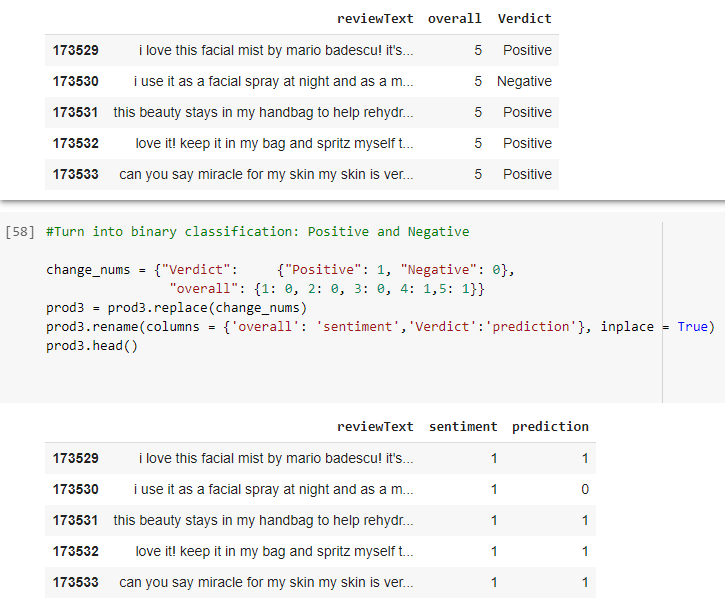 reviewText overall Verdict
173529 i love this facial mist by mario badescu! it's... 5 Positive
173530 i use it as a facial spray at night and as a m... 5 Negative
173531 this beauty stays in my handbag to help rehydr... 5 Positive
173532 love it! keep it in my bag and spritz myself t... 5 Positive
173533 can you say miracle for my skin my skin is ver... 5 Positive
[58] #Turn into binary classification: Positive and Negative
change_nums = {"Verdict":     {"Positive": 1, "Negative": 0},
"overall": {1: 0, 2: 0, 3: 0, 4: 1,5: 1}}
prod3 = prod3.replace(change_nums)
prod3.rename(columns = {'overall': 'sentiment','Verdict':'prediction'}, inplace = True)
prod3.head()
reviewText sentiment prediction
173529 i love this facial mist by mario badescu! it's... 1 1
173530 i use it as a facial spray at night and as a m... 1 0
173531 this beauty stays in my handbag to help rehydr... 1 1
173532 love it! keep it in my bag and spritz myself t... 1 1
173533 can you say miracle for my skin my skin is ver... 1 1